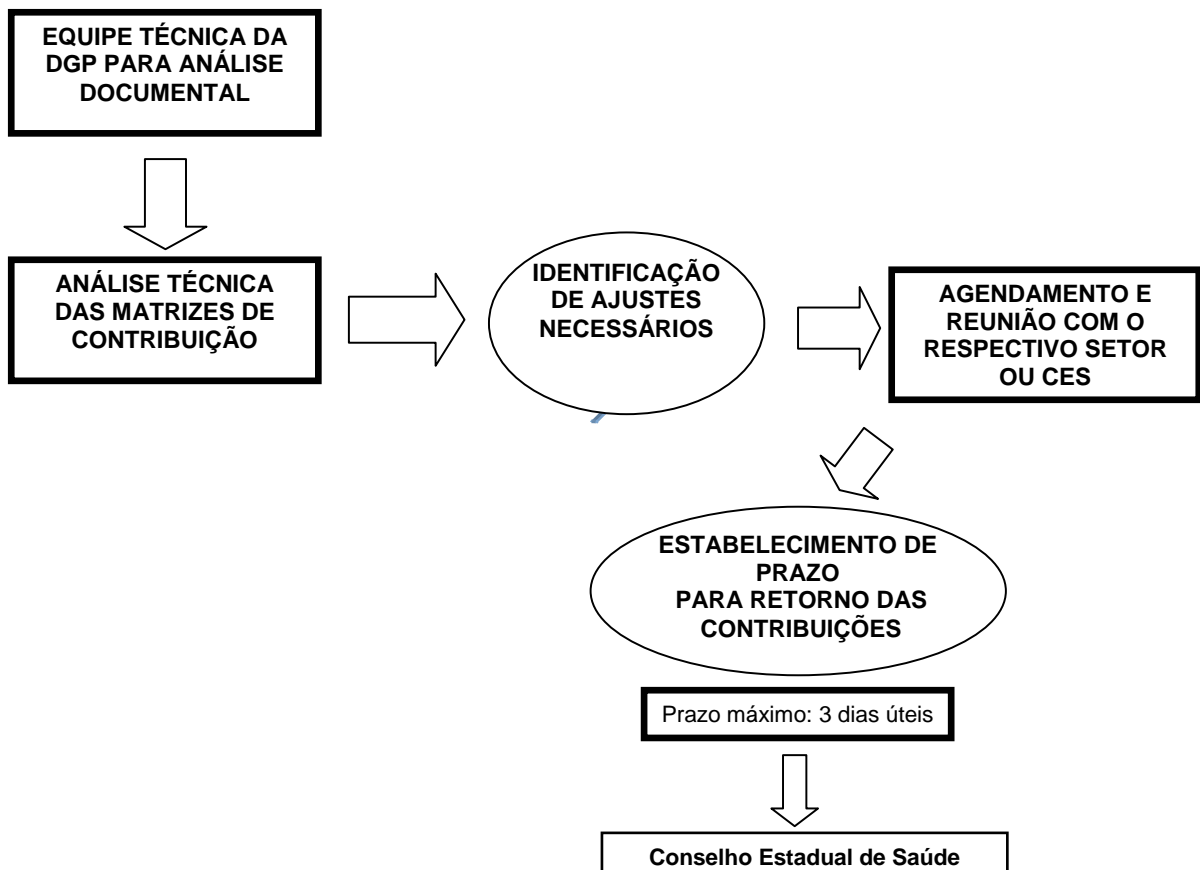 EQUIPE TÉCNICA DA
DGP PARA ANÁLISE
DOCUMENTAL
ANÁLISE TÉCNICA
DAS MATRIZES DE
CONTRIBUIÇÃO
IDENTIFICAÇÃO
DE AJUSTES
NECESSÁRIOS
AGENDAMENTO E
REUNIÃO COM O
RESPECTIVO SETOR
OU CES
ESTABELECIMENTO DE
PRAZO
PARA RETORNO DAS
CONTRIBUIÇÕES
Prazo máximo: 3 dias úteis
Conselho Estadual de Saúde